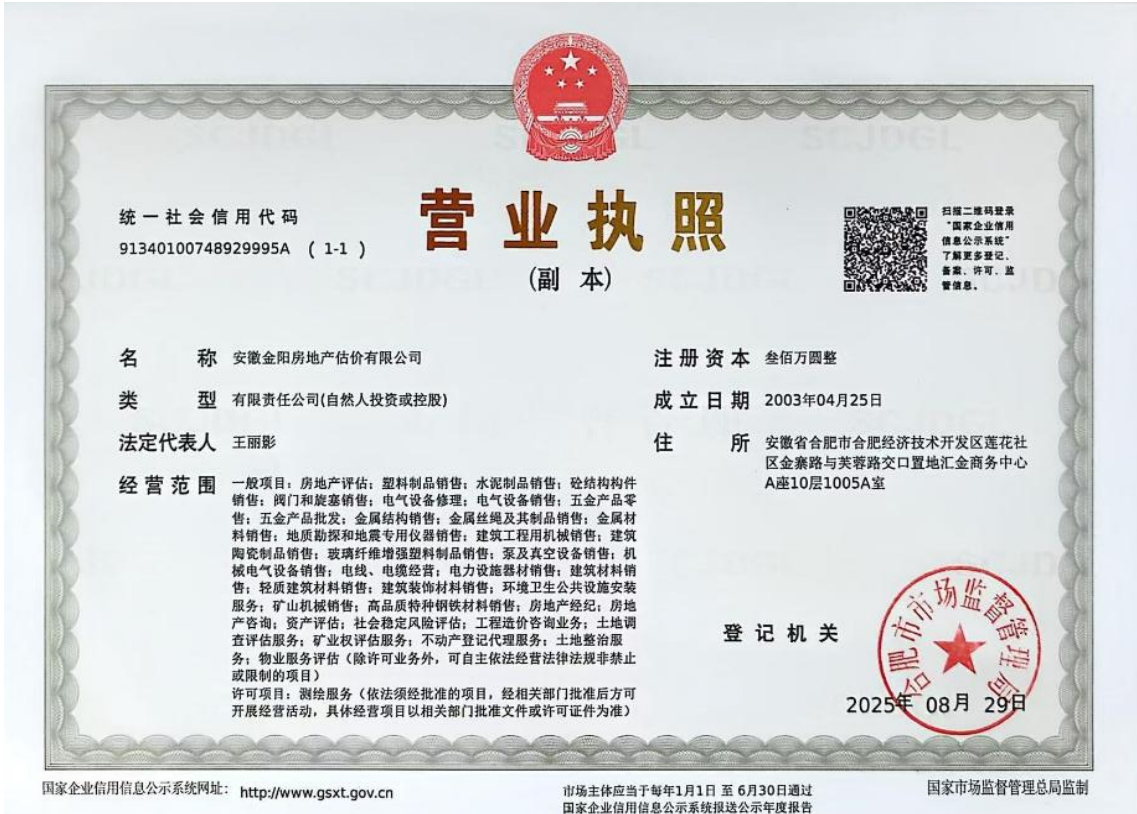 营业执照
(副 本)
统一社会信用代码
91340100748929995A (1-1)
扫描二维码登录
“国家企业信用
信息公示系统”
了解更多登记、
备案、许可、监
管信息。
名 称 安徽金阳房地产估价有限公司
类 型 有限责任公司(自然人投资或控股)
法定代表人 王丽影
经营范围 一般项目：房地产评估；塑料制品销售；水泥制品销售；砼结构构件
销售；阀门和旋塞销售；电气设备修理；电气设备销售；五金产品零
售；五金产品批发；金属结构销售；金属丝绳及其制品销售；金属材
料销售；地质勘探和地震专用仪器销售；建筑工程用机械销售；建筑
陶瓷制品销售；玻璃纤维增强塑料制品销售；泵及真空设备销售；机
械电气设备销售；电线、电缆经营；电力设施器材销售；建筑材料销
售；轻质建筑材料销售；建筑装饰材料销售；环境卫生公共设施安装
服务；矿山机械销售；高品质特种钢铁材料销售；房地产经纪；房地
产咨询；资产评估；社会稳定风险评估；工程造价咨询业务；土地调
查评估服务；矿业权评估服务；不动产登记代理服务；土地整治服
务；物业服务评估（除许可业务外，可自主依法经营法律法规非禁止
或限制的项目）
许可项目：测绘服务（依法须经批准的项目，经相关部门批准后方可
开展经营活动，具体经营项目以相关部门批准文件或许可证件为准）
注册资本 叁佰万圆整
成立日期 2003年04月25日
住 所 安徽省合肥市合肥经济技术开发区莲花社
区金寨路与芙蓉路交口置地汇金商务中心
A座10层1005A室
登记机关
合肥市市场监督管理局
2025年 08月 29日
国家企业信用信息公示系统网址： http://www.gsxt.gov.cn
市场主体应当于每年1月1日 至 6月30日通过
国家企业信用信息公示系统报送公示年度报告
国家市场监督管理总局监制
SCJDGL